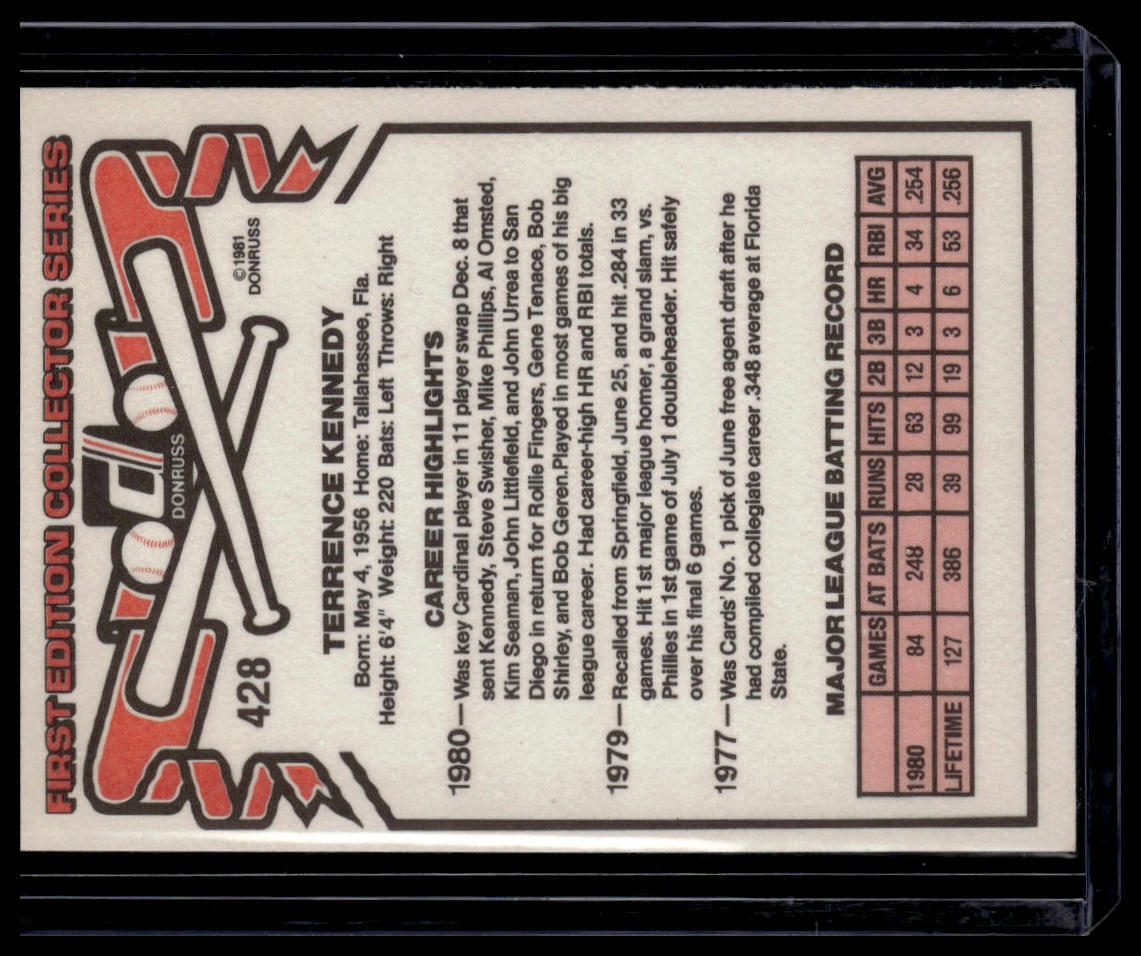 FIRST EDITION COLLECTOR SERIES
DONRUSS
428
© 1981
DONRUSS
TERRENCE KENNEDY
Born: May 4, 1956 Home: Tallahassee, Fla.
Height: 6'4" Weight: 220 Bats: Left Throws: Right
CAREER HIGHLIGHTS
1980—Was key Cardinal player in 11 player swap Dec. 8 that
sent Kennedy, Steve Swisher, Mike Phillips, Al Omsted,
Kim Seaman, John Littlefield, and John Urrea to San
Diego in return for Rollie Fingers, Gene Tenace, Bob
Shirley, and Bob Geren.Played in most games of his big
league career. Had career-high HR and RBI totals.
1979—Recalled from Springfield, June 25, and hit .284 in 33
games. Hit 1st major league homer, a grand slam, vs.
Phillies in 1st game of July 1 doubleheader. Hit safely
over his final 6 games.
1977—Was Cards' No. 1 pick of June free agent draft after he
had compiled collegiate career .348 average at Florida
State.
MAJOR LEAGUE BATTING RECORD
GAMES AT BATS RUNS HITS 2B 3B HR RBI AVG
1980 84 248 28 63 12 3 4 34 .254
LIFETIME 127 386 39 99 19 3 6 53 .256